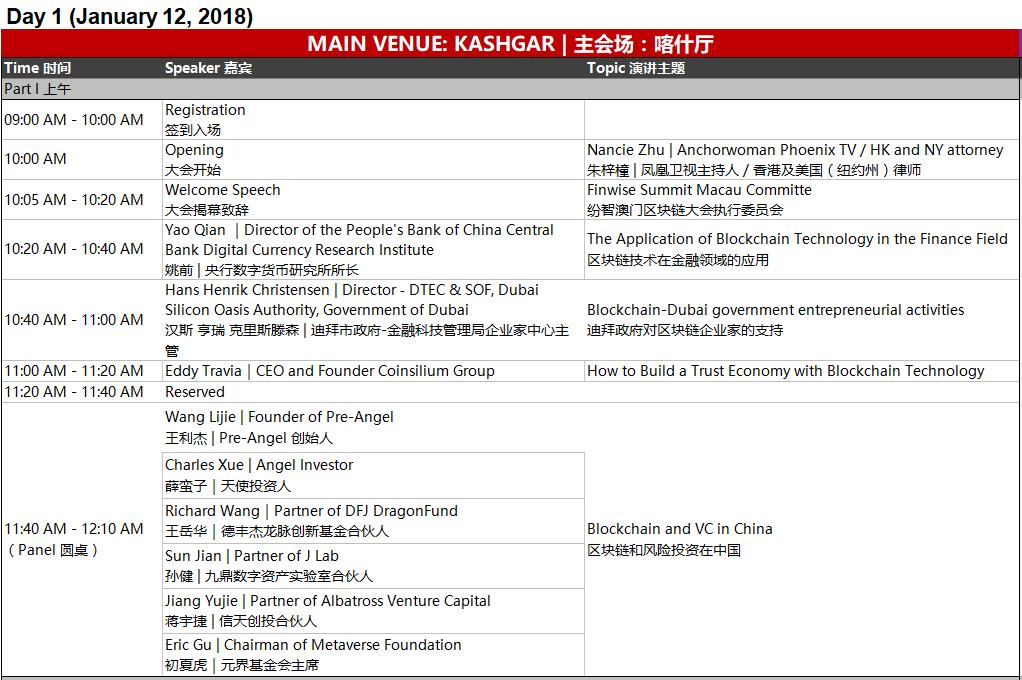 Day 1 (January 12, 2018)
MAIN VENUE: KASHGAR | 主会场：喀什厅
Time 时间 Speaker 嘉宾 Topic 演讲主题
Part I 上午
09:00 AM - 10:00 AM
Registration
签到入场
10:00 AM
Opening
大会开始
Nancie Zhu | Anchorwoman Phoenix TV / HK and NY attorney
朱梓橦 | 凤凰卫视主持人 / 香港及美国（纽约州）律师
10:05 AM - 10:20 AM
Welcome Speech
大会揭幕致辞
Finwise Summit Macau Committe
纷智澳门区块链大会执行委员会
10:20 AM - 10:40 AM
Yao Qian | Director of the People's Bank of China Central
Bank Digital Currency Research Institute
姚前 | 央行数字货币研究所所长
The Application of Blockchain Technology in the Finance Field
区块链技术在金融领域的应用
10:40 AM - 11:00 AM
Hans Henrik Christensen | Director - DTEC & SOF, Dubai
Silicon Oasis Authority, Government of Dubai
汉斯 亨瑞 克里斯滕森 | 迪拜市政府-金融科技管理局企业家中心主
管
Blockchain-Dubai government entrepreneurial activities
迪拜政府对区块链企业家的支持
11:00 AM - 11:20 AM
Eddy Travia | CEO and Founder Coinsilium Group
How to Build a Trust Economy with Blockchain Technology
11:20 AM - 11:40 AM
Reserved
11:40 AM - 12:10 AM
（Panel 圆桌）
Wang Lijie | Founder of Pre-Angel
王利杰 | Pre-Angel 创始人
Charles Xue | Angel Investor
薛蛮子 | 天使投资人
Richard Wang | Partner of DFJ DragonFund
王岳华 | 德丰杰龙脉创新基金合伙人
Sun Jian | Partner of J Lab
孙健 | 九鼎数字资产实验室合伙人
Jiang Yujie | Partner of Albatross Venture Capital
蒋宇捷 | 信天创投合伙人
Eric Gu | Chairman of Metaverse Foundation
初夏虎 | 元界基金会主席
Blockchain and VC in China
区块链和风险投资在中国